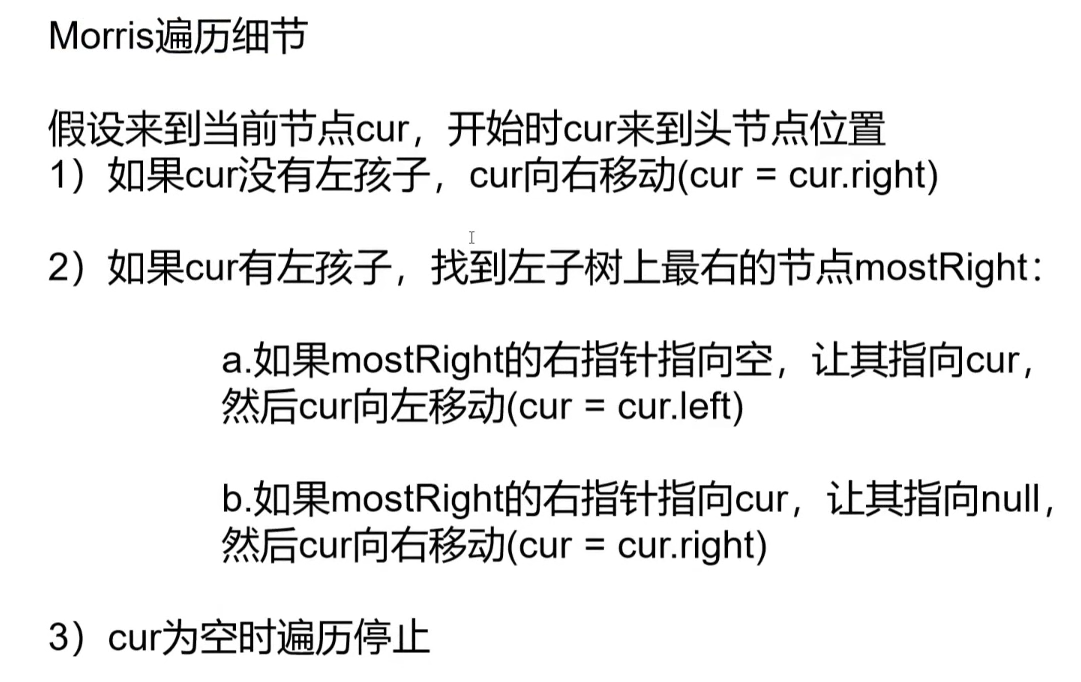 Morris遍历细节
假设来到当前节点cur，开始时cur来到头节点位置
1）如果cur没有左孩子，cur向右移动(cur = cur.right)
2）如果cur有左孩子，找到左子树上最右的节点mostRight：
a.如果mostRight的右指针指向空，让其指向cur，
然后cur向左移动(cur = cur.left)
b.如果mostRight的右指针指向cur，让其指向null，
然后cur向右移动(cur = cur.right)
3）cur为空时遍历停止